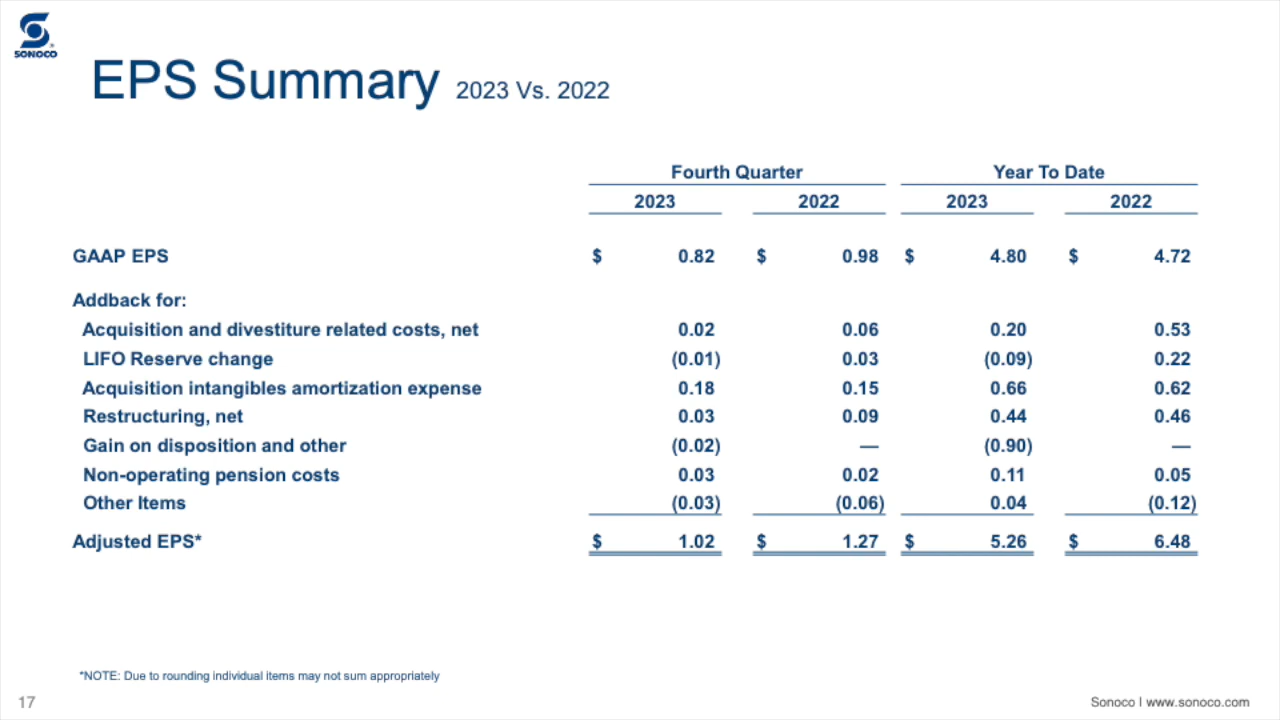 SONOCO
EPS Summary 2023 Vs. 2022
Fourth Quarter Year To Date
2023 2022 2023 2022
GAAP EPS $ 0.82 $ 0.98 $ 4.80 $ 4.72
Addback for:
Acquisition and divestiture related costs, net 0.02 0.06 0.20 0.53
LIFO Reserve change (0.01) 0.03 (0.09) 0.22
Acquisition intangibles amortization expense 0.18 0.15 0.66 0.62
Restructuring, net 0.03 0.09 0.44 0.46
Gain on disposition and other (0.02) — (0.90) —
Non-operating pension costs 0.03 0.02 0.11 0.05
Other Items (0.03) (0.06) 0.04 (0.12)
Adjusted EPS* $ 1.02 $ 1.27 $ 5.26 $ 6.48
*NOTE: Due to rounding individual items may not sum appropriately
17 Sonoco I www.sonoco.com